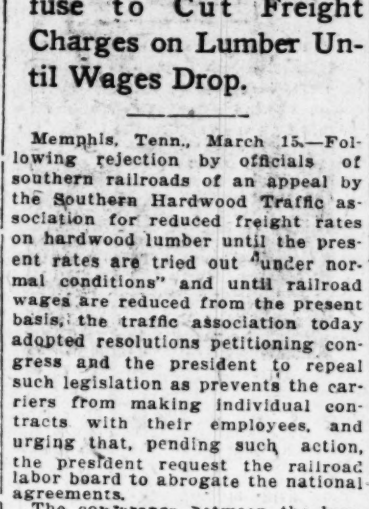 fuse to Cut Freight
Charges on Lumber Un-
til Wages Drop.
Memphis, Tenn., March 15.—Fol-
lowing rejection by officials of
southern railroads of an appeal by
the Southern Hardwood Traffic as-
sociation for reduced freight rates
on hardwood lumber until the pres-
ent rates are tried out "under nor-
mal conditions" and until railroad
wages are reduced from the present
basis, the traffic association today
adopted resolutions petitioning con-
gress and the president to repeal
such legislation as prevents the car-
riers from making individual con-
tracts with their employees, and
urging that, pending such action,
the president request the railroad
labor board to abrogate the national
agreements.